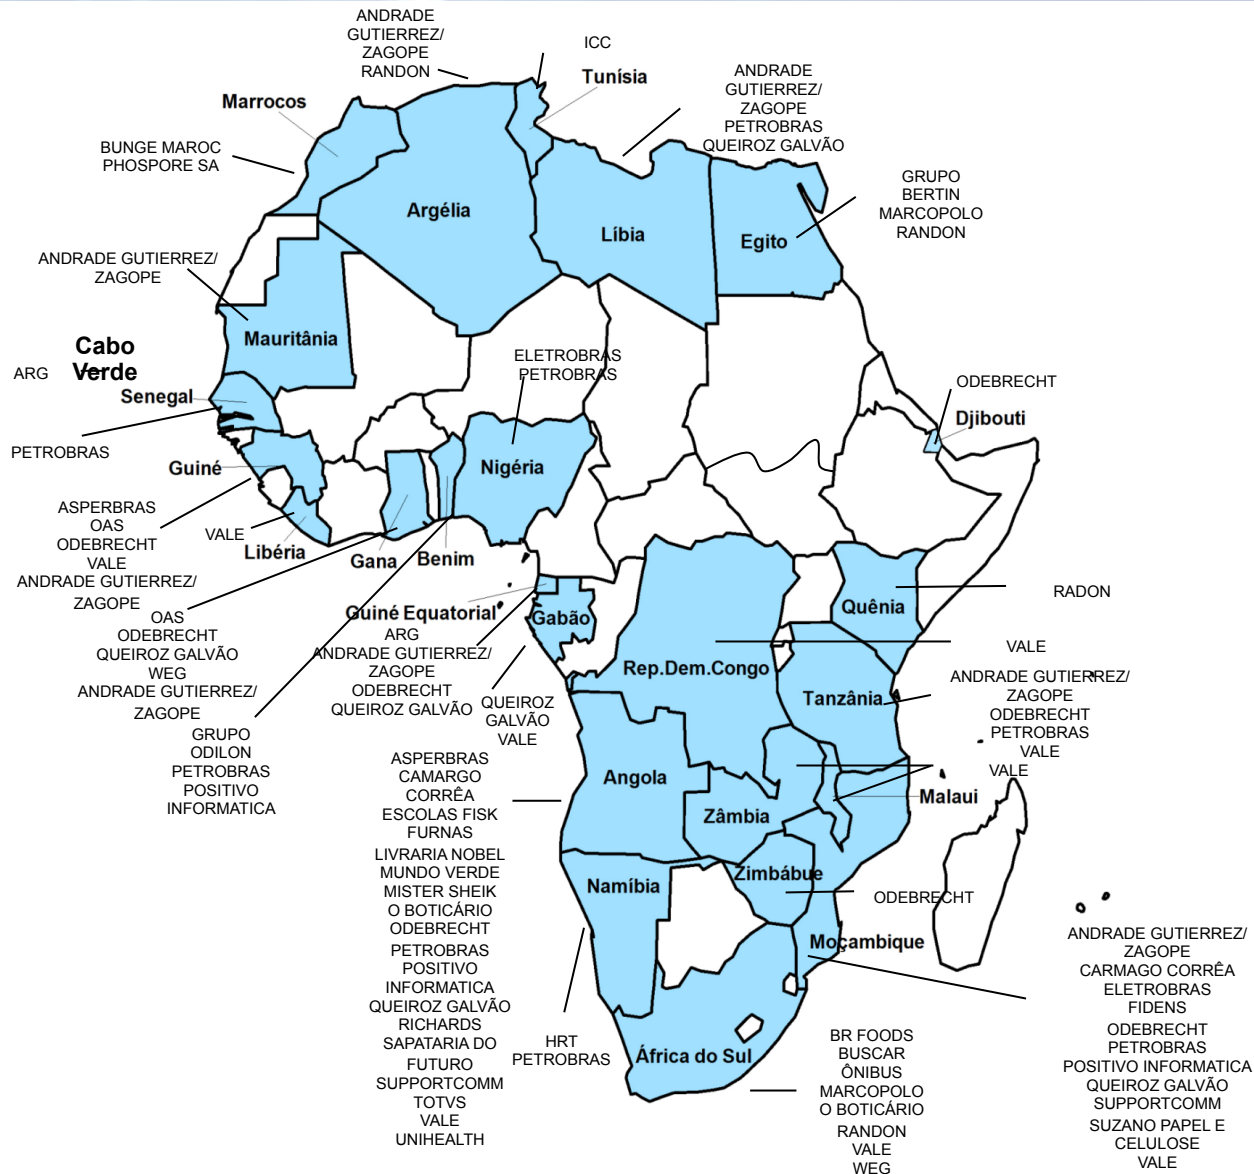 ANDRADE
GUTIERREZ/
ZAGOPE
RANDON
ICC
Tunísia
ANDRADE
GUTIERREZ/
ZAGOPE
PETROBRAS
QUEIROZ GALVÃO
Marrocos
BUNGE MAROC
PHOSPORE SA
GRUPO
BERTIN
MARCOPOLO
RANDON
Argélia
Líbia
Egito
ANDRADE GUTIERREZ/
ZAGOPE
Mauritânia
Cabo
Verde
ARG
Senegal
ELETROBRAS
PETROBRAS
ODEBRECHT
Djibouti
PETROBRAS
Guiné
Nigéria
ASPERBRAS
OAS
ODEBRECHT
VALE
ANDRADE GUTIERREZ/
ZAGOPE
VALE
Libéria
Gana
Benim
OAS
ODEBRECHT
QUEIROZ GALVÃO
WEG
ANDRADE GUTIERREZ/
ZAGOPE
GRUPO
ODILON
PETROBRAS
POSITIVO
INFORMATICA
Guiné Equatorial
Gabão
ARG
ANDRADE GUTIERREZ/
ZAGOPE
ODEBRECHT
QUEIROZ GALVÃO
QUEIROZ
GALVÃO
VALE
Quênia
RADON
Rep.Dem.Congo
VALE
Tanzânia
ANDRADE GUTIERREZ/
ZAGOPE
ODEBRECHT
PETROBRAS
VALE
VALE
Malaui
Angola
Zâmbia
ASPERBRAS
CAMARGO
CORRÊA
ESCOLAS FISK
FURNAS
LIVRARIA NOBEL
MUNDO VERDE
MISTER SHEIK
O BOTICÁRIO
ODEBRECHT
PETROBRAS
POSITIVO
INFORMATICA
QUEIROZ GALVÃO
RICHARDS
SAPATARIA DO
FUTURO
SUPPORTCOMM
TOTVS
VALE
UNIHEALTH
Namíbia
Zimbábue
ODEBRECHT
Moçambique
HRT
PETROBRAS
África do Sul
BR FOODS
BUSCAR
ÔNIBUS
MARCOPOLO
O BOTICÁRIO
RANDON
VALE
WEG
ANDRADE GUTIERREZ/
ZAGOPE
CARMAGO CORRÊA
ELETROBRAS
FIDENS
ODEBRECHT
PETROBRAS
POSITIVO INFORMATICA
QUEIROZ GALVÃO
SUPPORTCOMM
SUZANO PAPEL E
CELULOSE
VALE